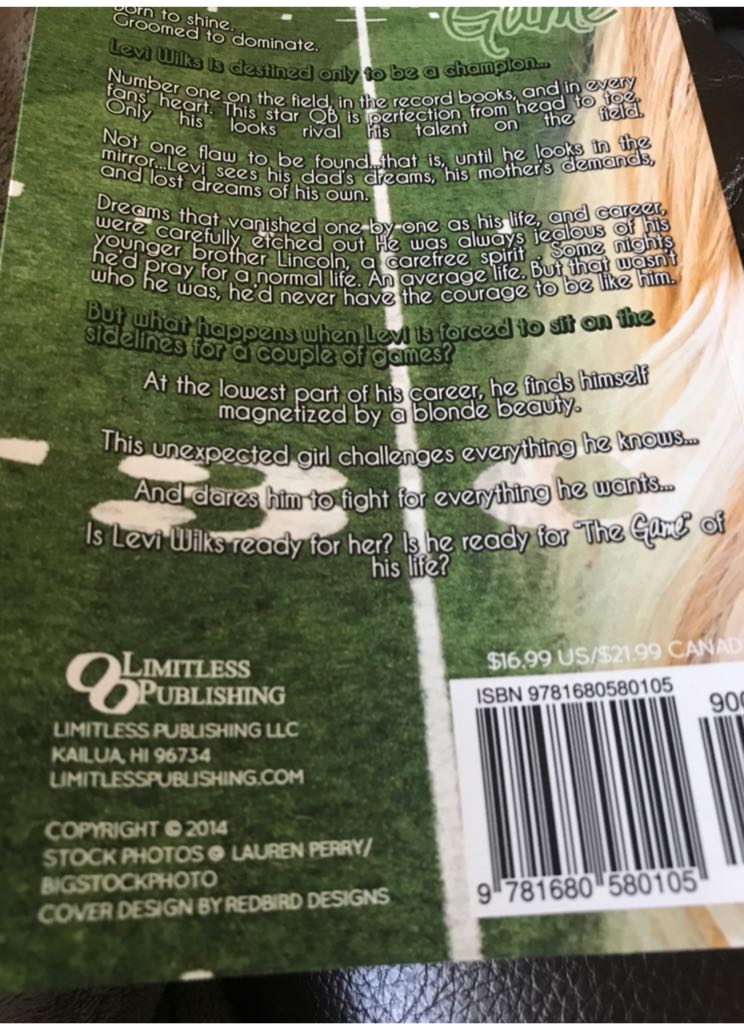 Born to shine.
Game
Groomed to dominate.
Levi Wilks is destined only to be a champion...
Number one on the field, in the record books, and in every
fans' heart. This star QB is perfection from head to toe.
Only his looks rival his talent on the field.
Not one flaw to be found...that is, until he looks in the
mirror...Levi sees his dad's dreams, his mother's demands,
and lost dreams of his own.
Dreams that vanished one by one as his life, and career,
were carefully etched out He was always jealous of his
younger brother Lincoln, a carefree spirit . Some nights
he'd pray for a normal life. An average life. But that wasn't
who he was, he'd never have the courage to be like him.
But what happens when Levi is forced to sit on the
sidelines for a couple of games?
At the lowest part of his career, he finds himself
magnetized by a blonde beauty.
This unexpected girl challenges everything he knows...
And dares him to fight for everything he wants...
Is Levi Wilks ready for her? Is he ready for "The Game" of
his life?
LIMITLESS
PUBLISHING
LIMITLESS PUBLISHING LLC
KAILUA, HI 96734
LIMITLESSPUBLISHING.COM
COPYRIGHT © 2014
STOCK PHOTOS @ LAUREN PERRY/
BIGSTOCKPHOTO
COVER DESIGN BY REDBIRD DESIGNS
$16.99 US/$21.99 CANAD
ISBN 9781680580105
900
9 781680 580105